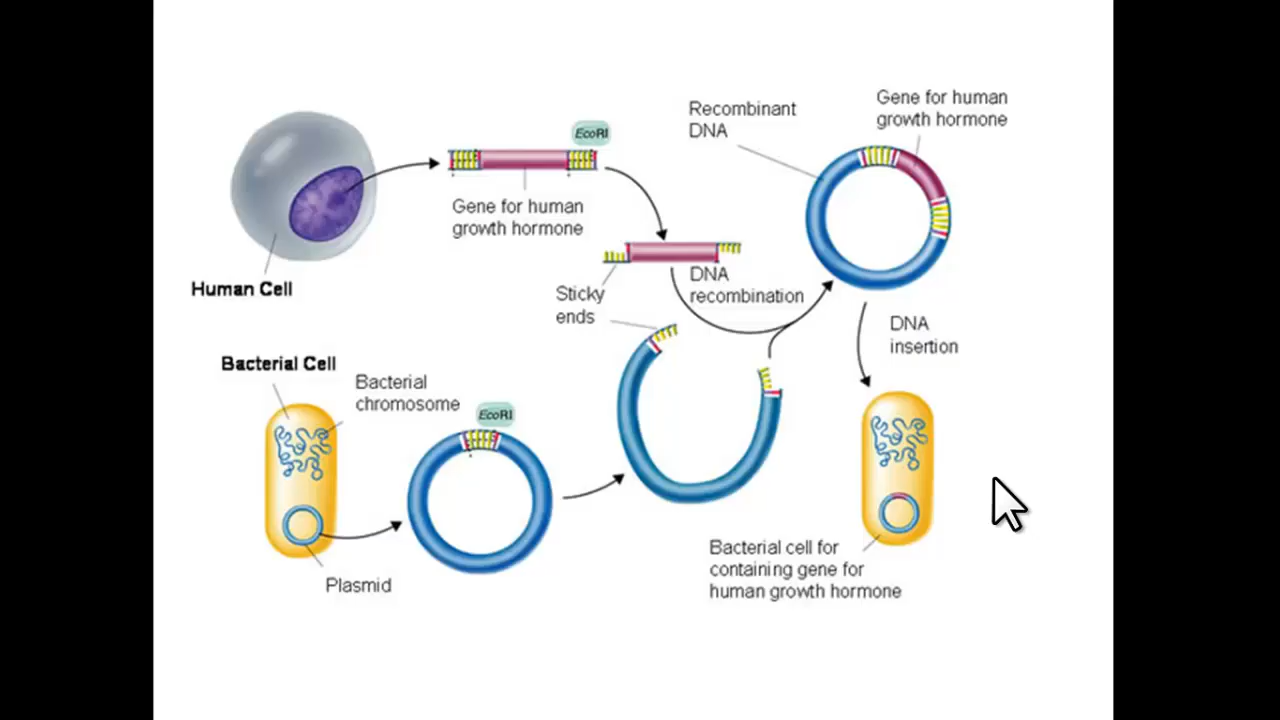 EcoRI
Gene for human
growth hormone
Human Cell
Sticky
ends
DNA
recombination
Recombinant
DNA
Gene for human
growth hormone
DNA
insertion
Bacterial Cell
Bacterial
chromosome
EcoRI
Plasmid
Bacterial cell for
containing gene for
human growth hormone